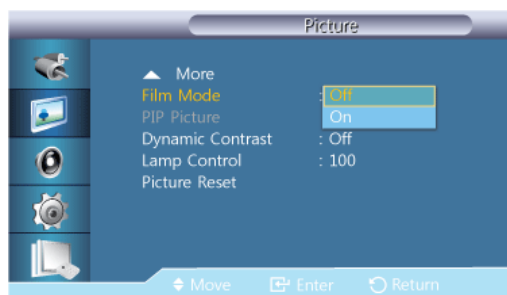 Picture
▲ More
Film Mode : Off
PIP Picture On
Dynamic Contrast : Off
Lamp Control : 100
Picture Reset
Move Enter Return